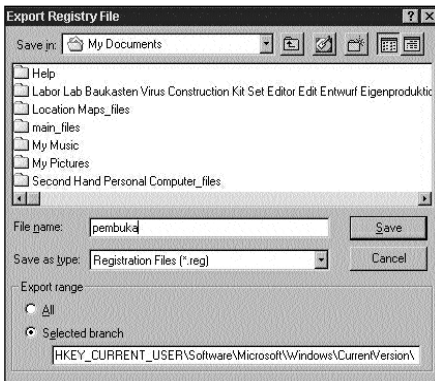 Export Registry File
Save in: My Documents
Help
Labor Lab Baukasten Virus Construction Kit Set Editor Edit Entwurf Eigenproduktic
Location Maps_files
main_files
My Music
My Pictures
Second Hand Personal Computer_files
File name: pembuka Save
Save as type: Registration Files (*.reg) Cancel
Export range
All
Selected branch
HKEY_CURRENT_USER\Software\Microsoft\Windows\CurrentVersion\